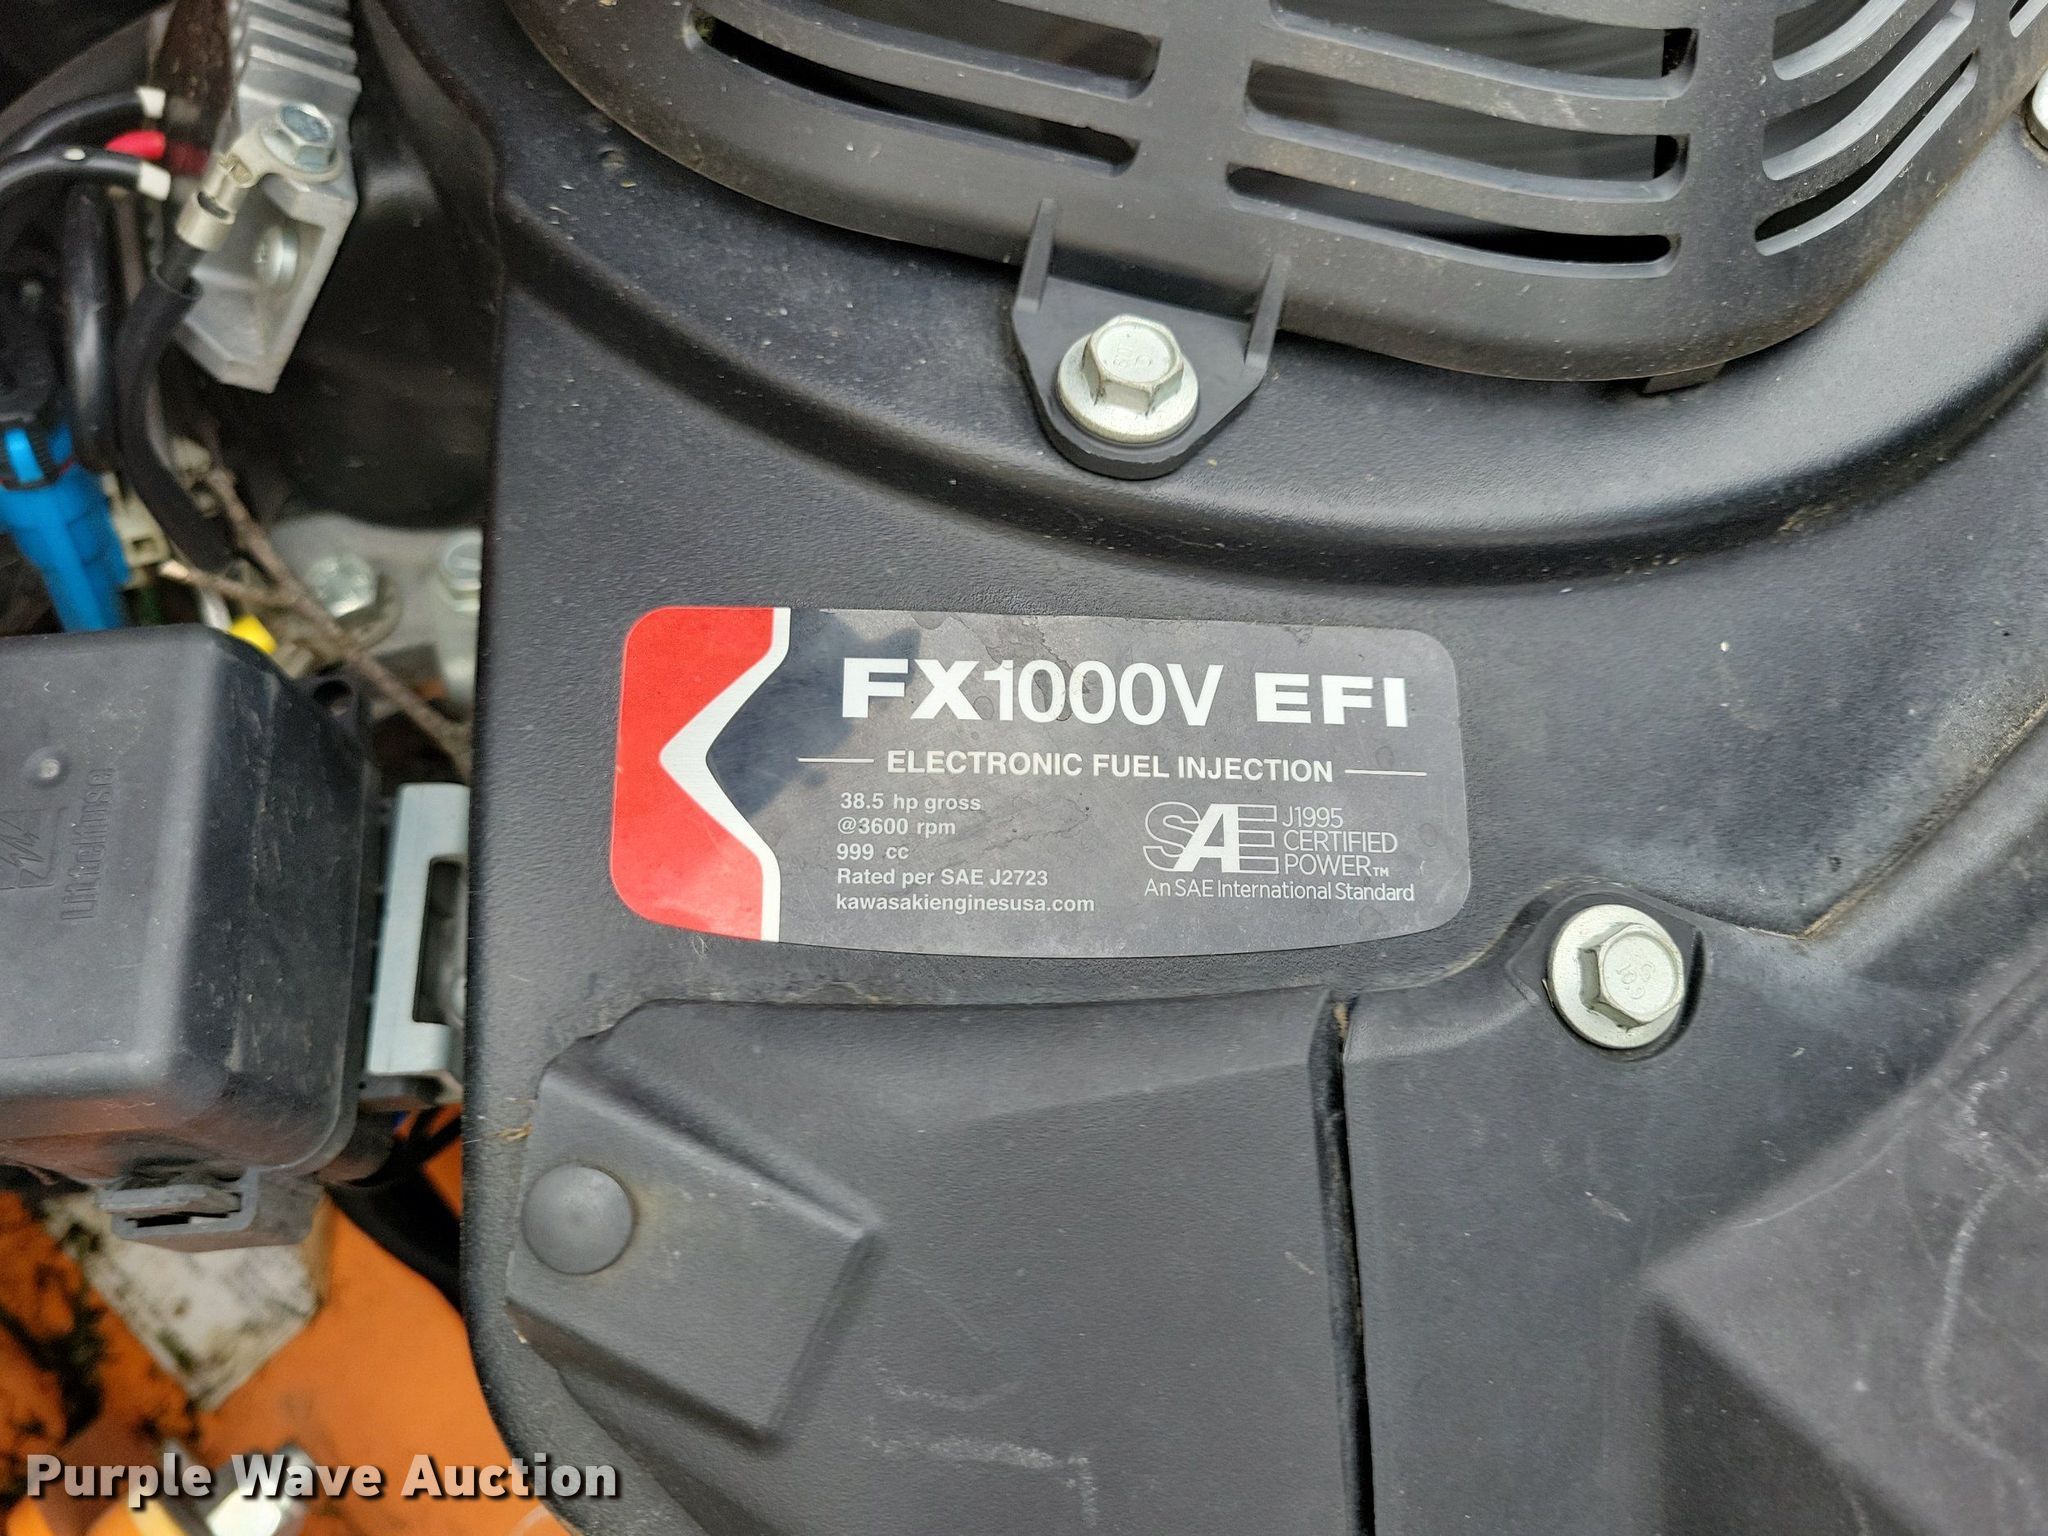 FX1000V EFI
ELECTRONIC FUEL INJECTION
38.5 hp gross
@3600 rpm
999 cc
Rated per SAE J2723
kawasakienginesusa.com
SAE J1995
CERTIFIED
POWER™
An SAE International Standard
Littelfuse
Purple Wave Auction